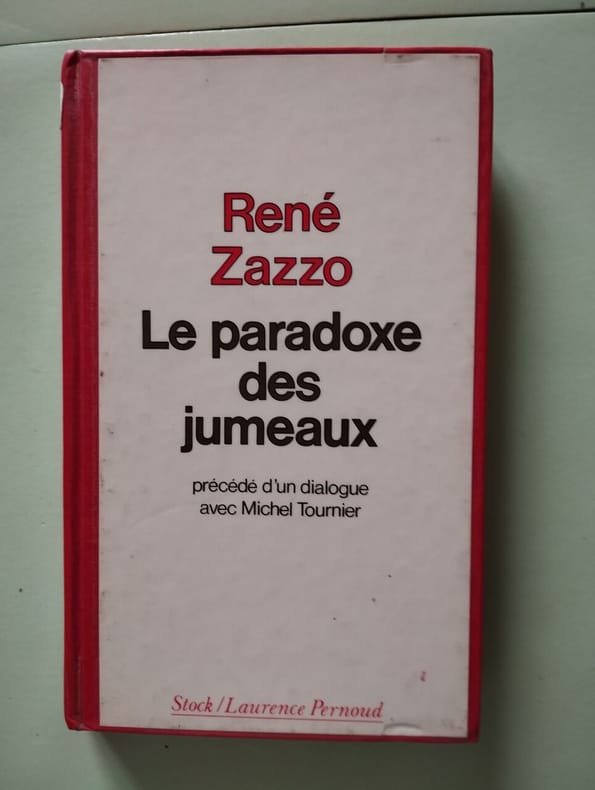 René
Zazzo
Le paradoxe
des
jumeaux
précédé d'un dialogue
avec Michel Tournier
Stock/Laurence Pernoud